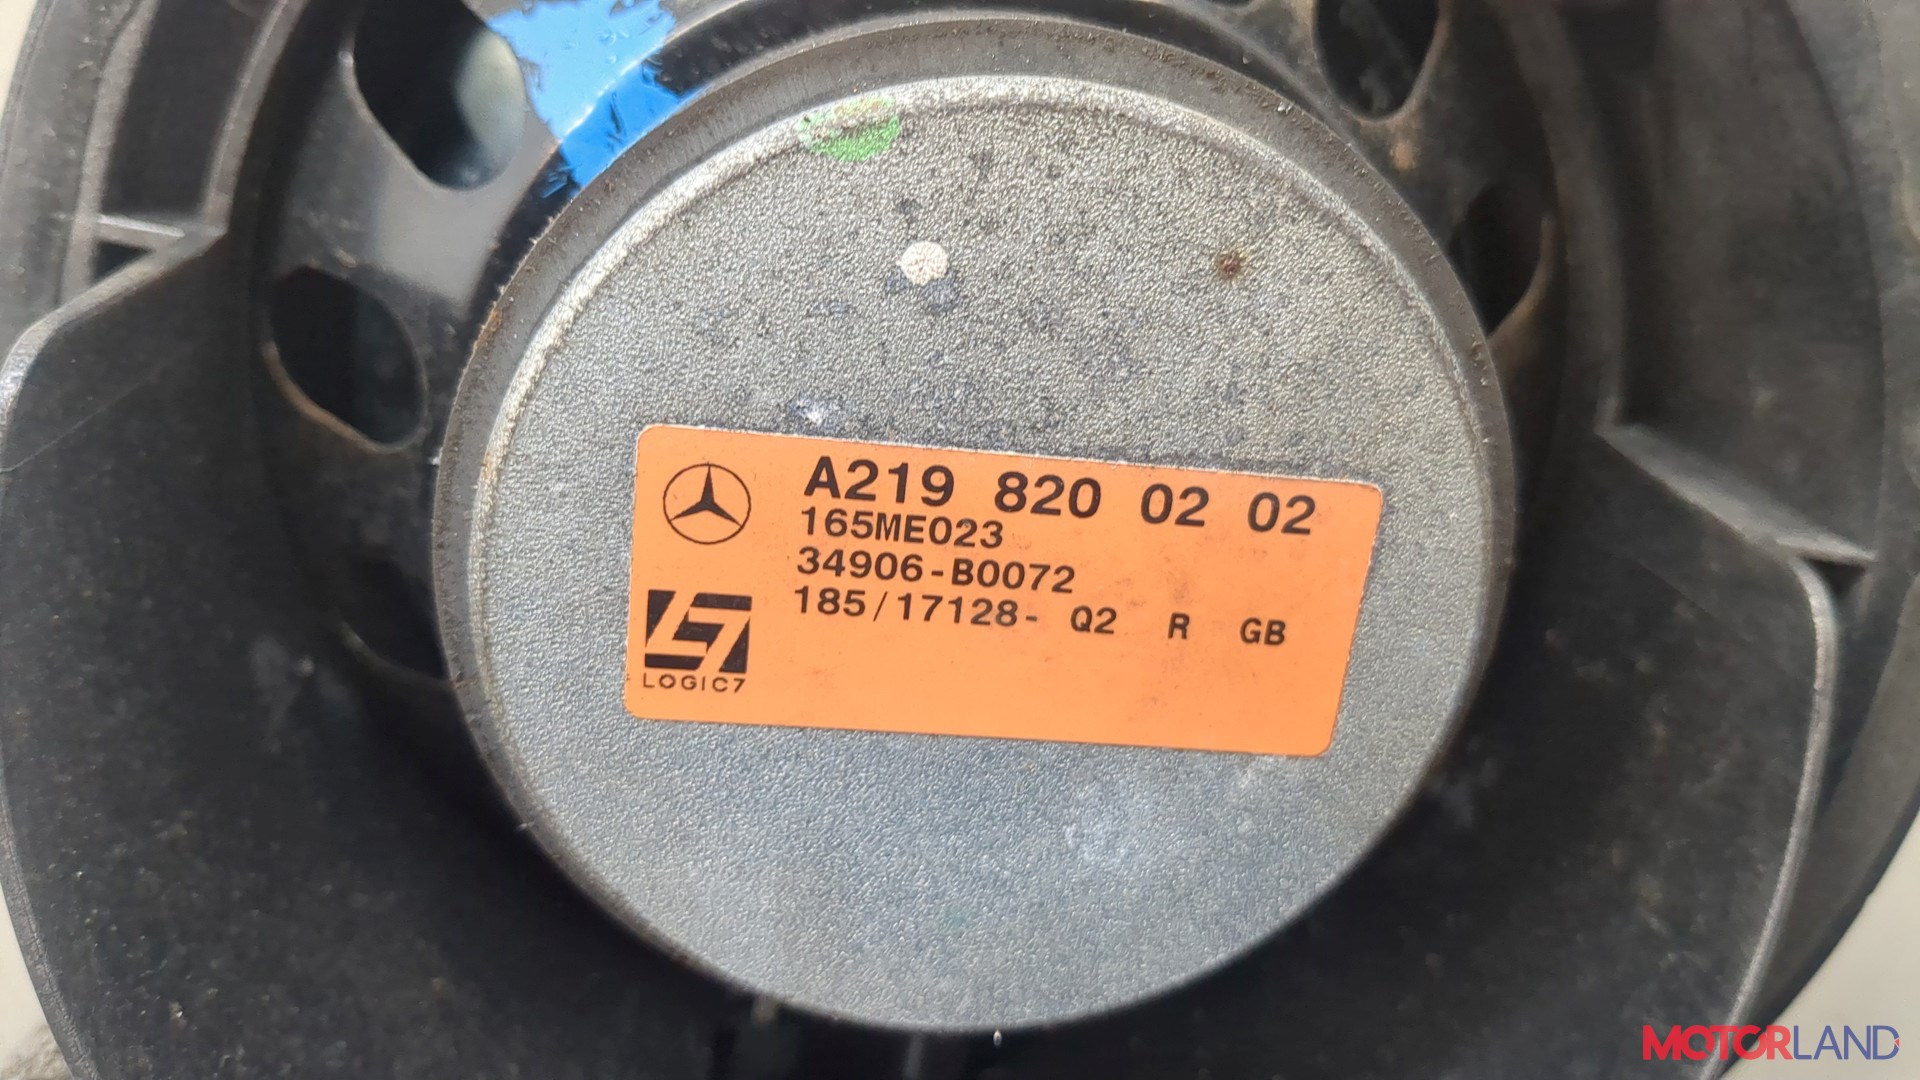 A219 820 02 02
165ME023
34906-B0072
185/17128- Q2 R GB
LOGIC7
MOTORLAND